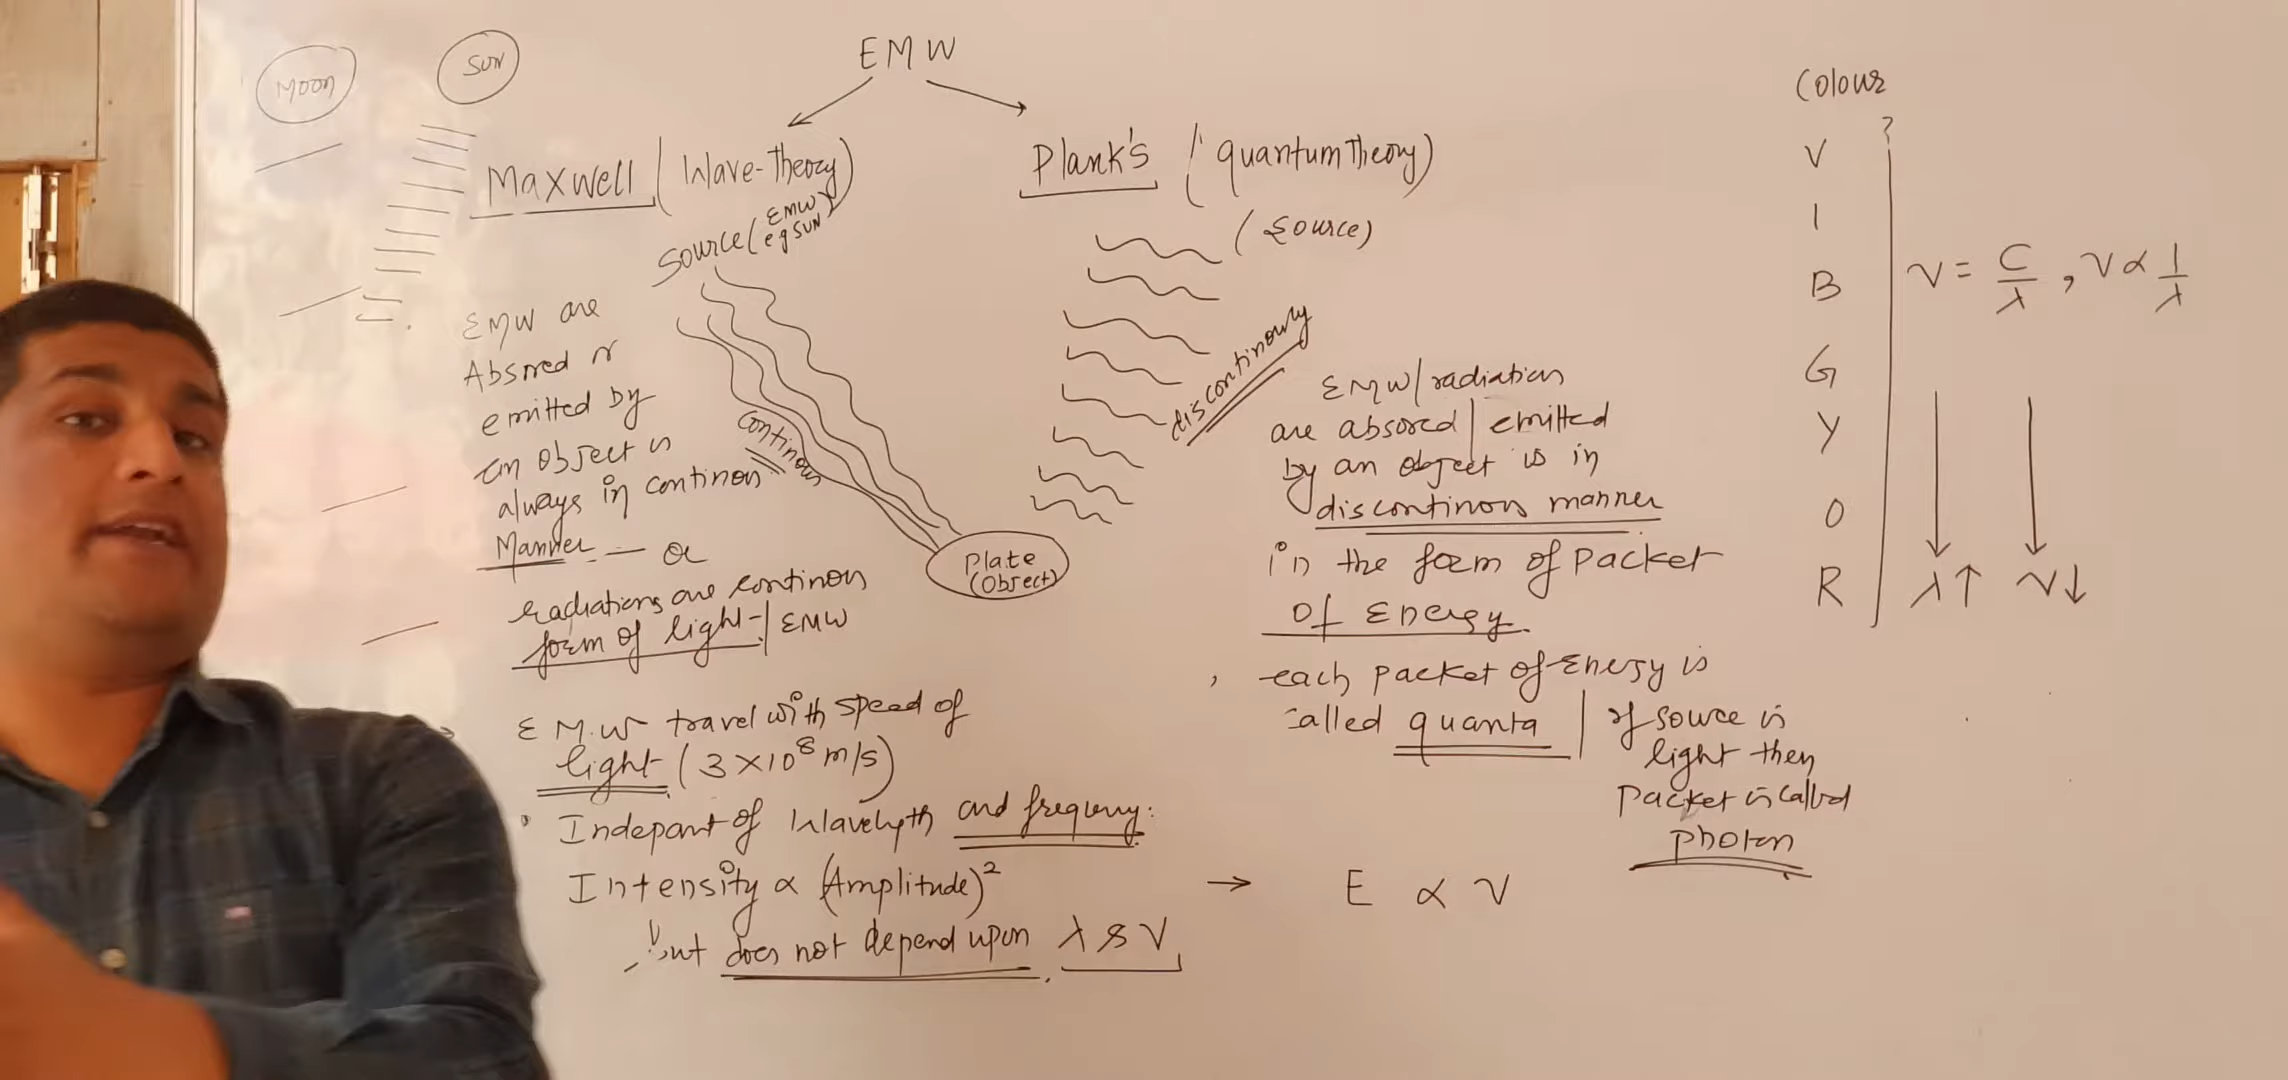 Moon
SUN
EMW
Maxwell (Wave-Theory)
Source (EMW
eg SUN)
EMW are
Absored or
emitted by
an object is
always in continous
Manner — or
radiations are continous
form of light / EMW
continous
Plate
(Object)
E M.W travel with speed of
light (3 X 10⁸ m/s)
Indepant of Wavelyth and frequency:
Intensity ∝ (Amplitude)²
but does not depend upon λ & ν
Plank's (quantum Theory)
(Source)
discontinously
EMW/radiation
are absored / emitted
by an object is in
discontinous manner
in the form of Packet
of Energy.
, each packet of Energy is
called quanta | if source is
light then
Packet is called
photon
→ E ∝ ν
Colour
?
V
I
B
G
Y
O
R
ν = C/λ , ν ∝ 1/λ
λ↑ ν↓